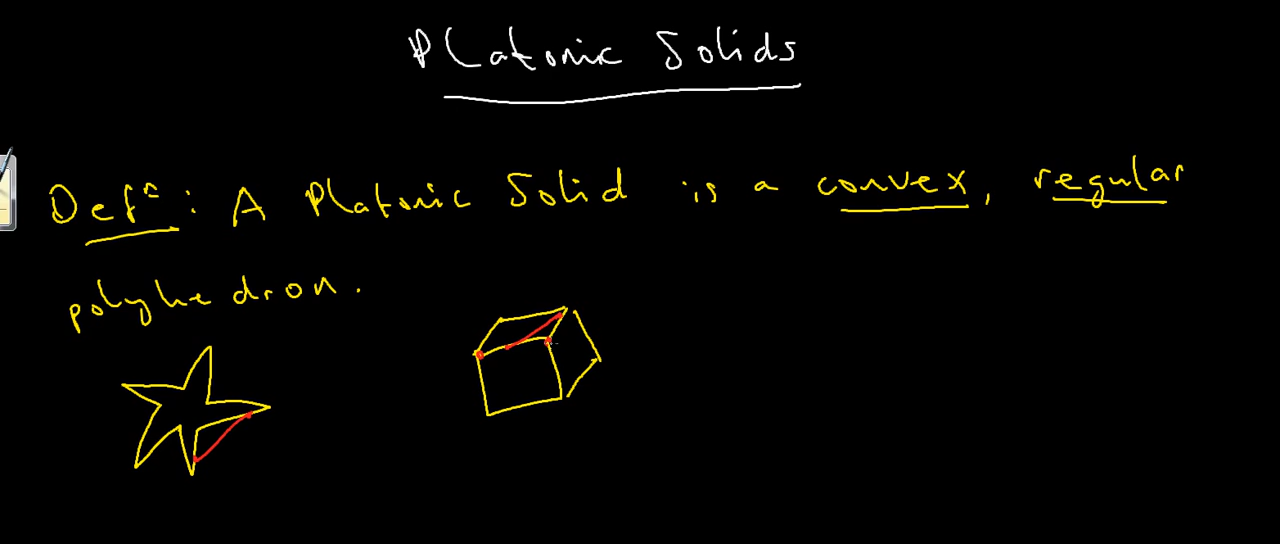 Platonic Solids
Defⁿ: A Platonic Solid is a convex, regular
polyhedron.